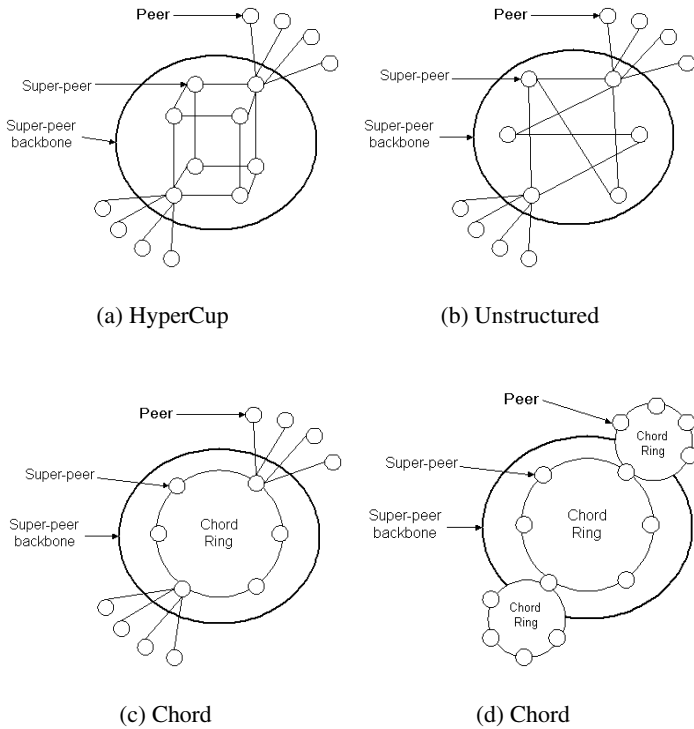 Peer
Super-peer
Super-peer
backbone
(a) HyperCup
Peer
Super-peer
Super-peer
backbone
(b) Unstructured
Peer
Super-peer
Super-peer
backbone
Chord
Ring
(c) Chord
Peer
Chord
Ring
Super-peer
Super-peer
backbone
Chord
Ring
Chord
Ring
(d) Chord